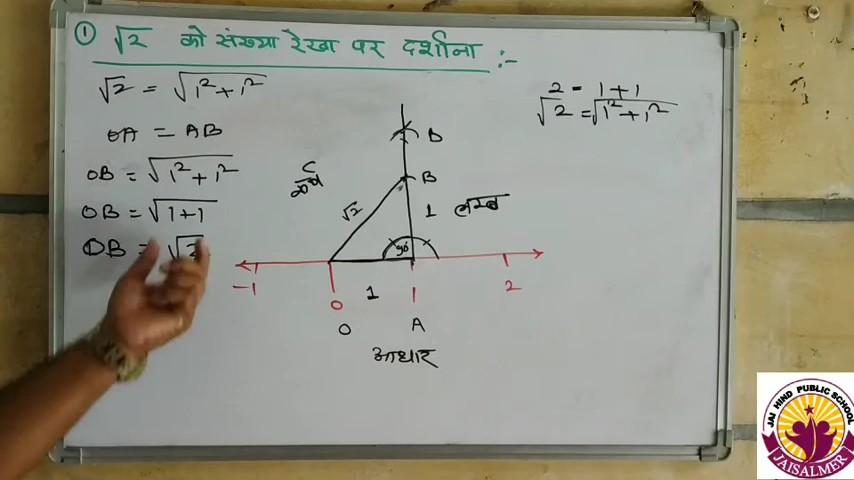 ① √2 को संख्या रेखा पर दर्शाना :-
√2 = √1²+1²
OA = AB
OB = √1²+1²
OB = √1+1
OB = √2
2 = 1+1
√2 = √1²+1²
D
B
C
√2
1 लम्ब
90
-1 0 1 1 2
O A
आधार
JAI HIND PUBLIC SCHOOL
JAISALMER